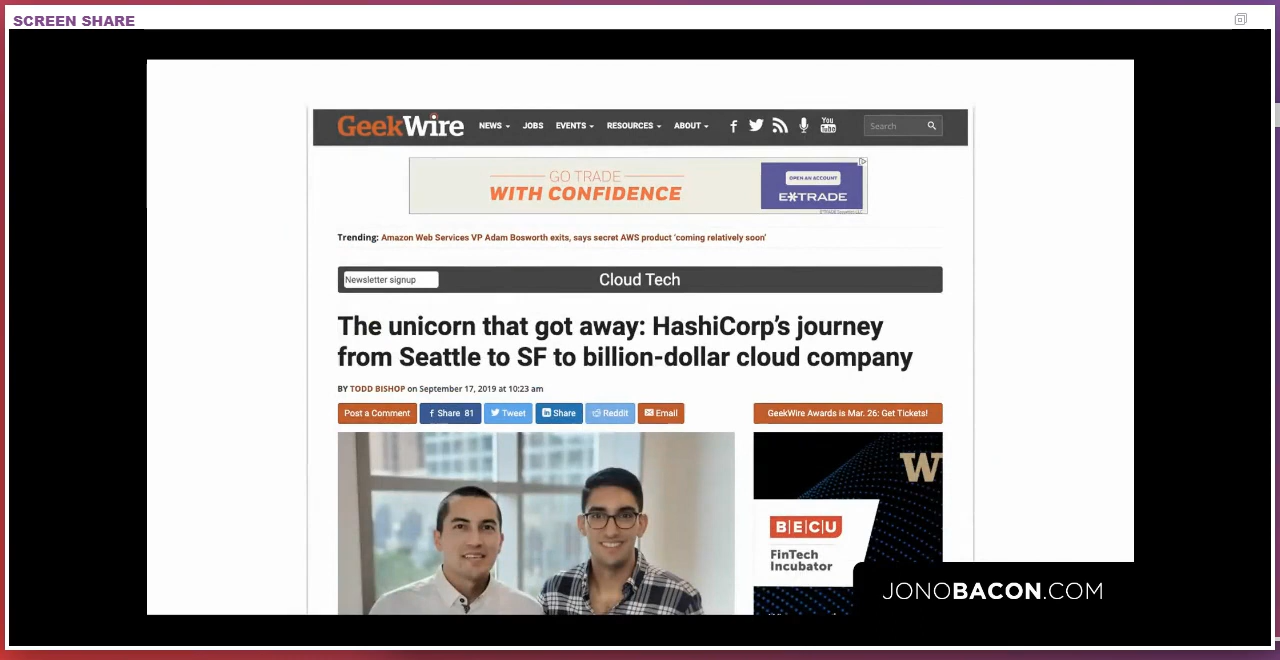 SCREEN SHARE
GeekWire NEWS JOBS EVENTS RESOURCES ABOUT You Tube Search
GO TRADE
WITH CONFIDENCE
OPEN AN ACCOUNT
E*TRADE
Trending: Amazon Web Services VP Adam Bosworth exits, says secret AWS product ‘coming relatively soon’
Newsletter signup Cloud Tech
The unicorn that got away: HashiCorp’s journey
from Seattle to SF to billion-dollar cloud company
BY TODD BISHOP on September 17, 2019 at 10:23 am
Post a Comment Share 81 Tweet Share Reddit Email GeekWire Awards is Mar. 26: Get Tickets!
W
BECU
FinTech
Incubator
JONOBACON.COM